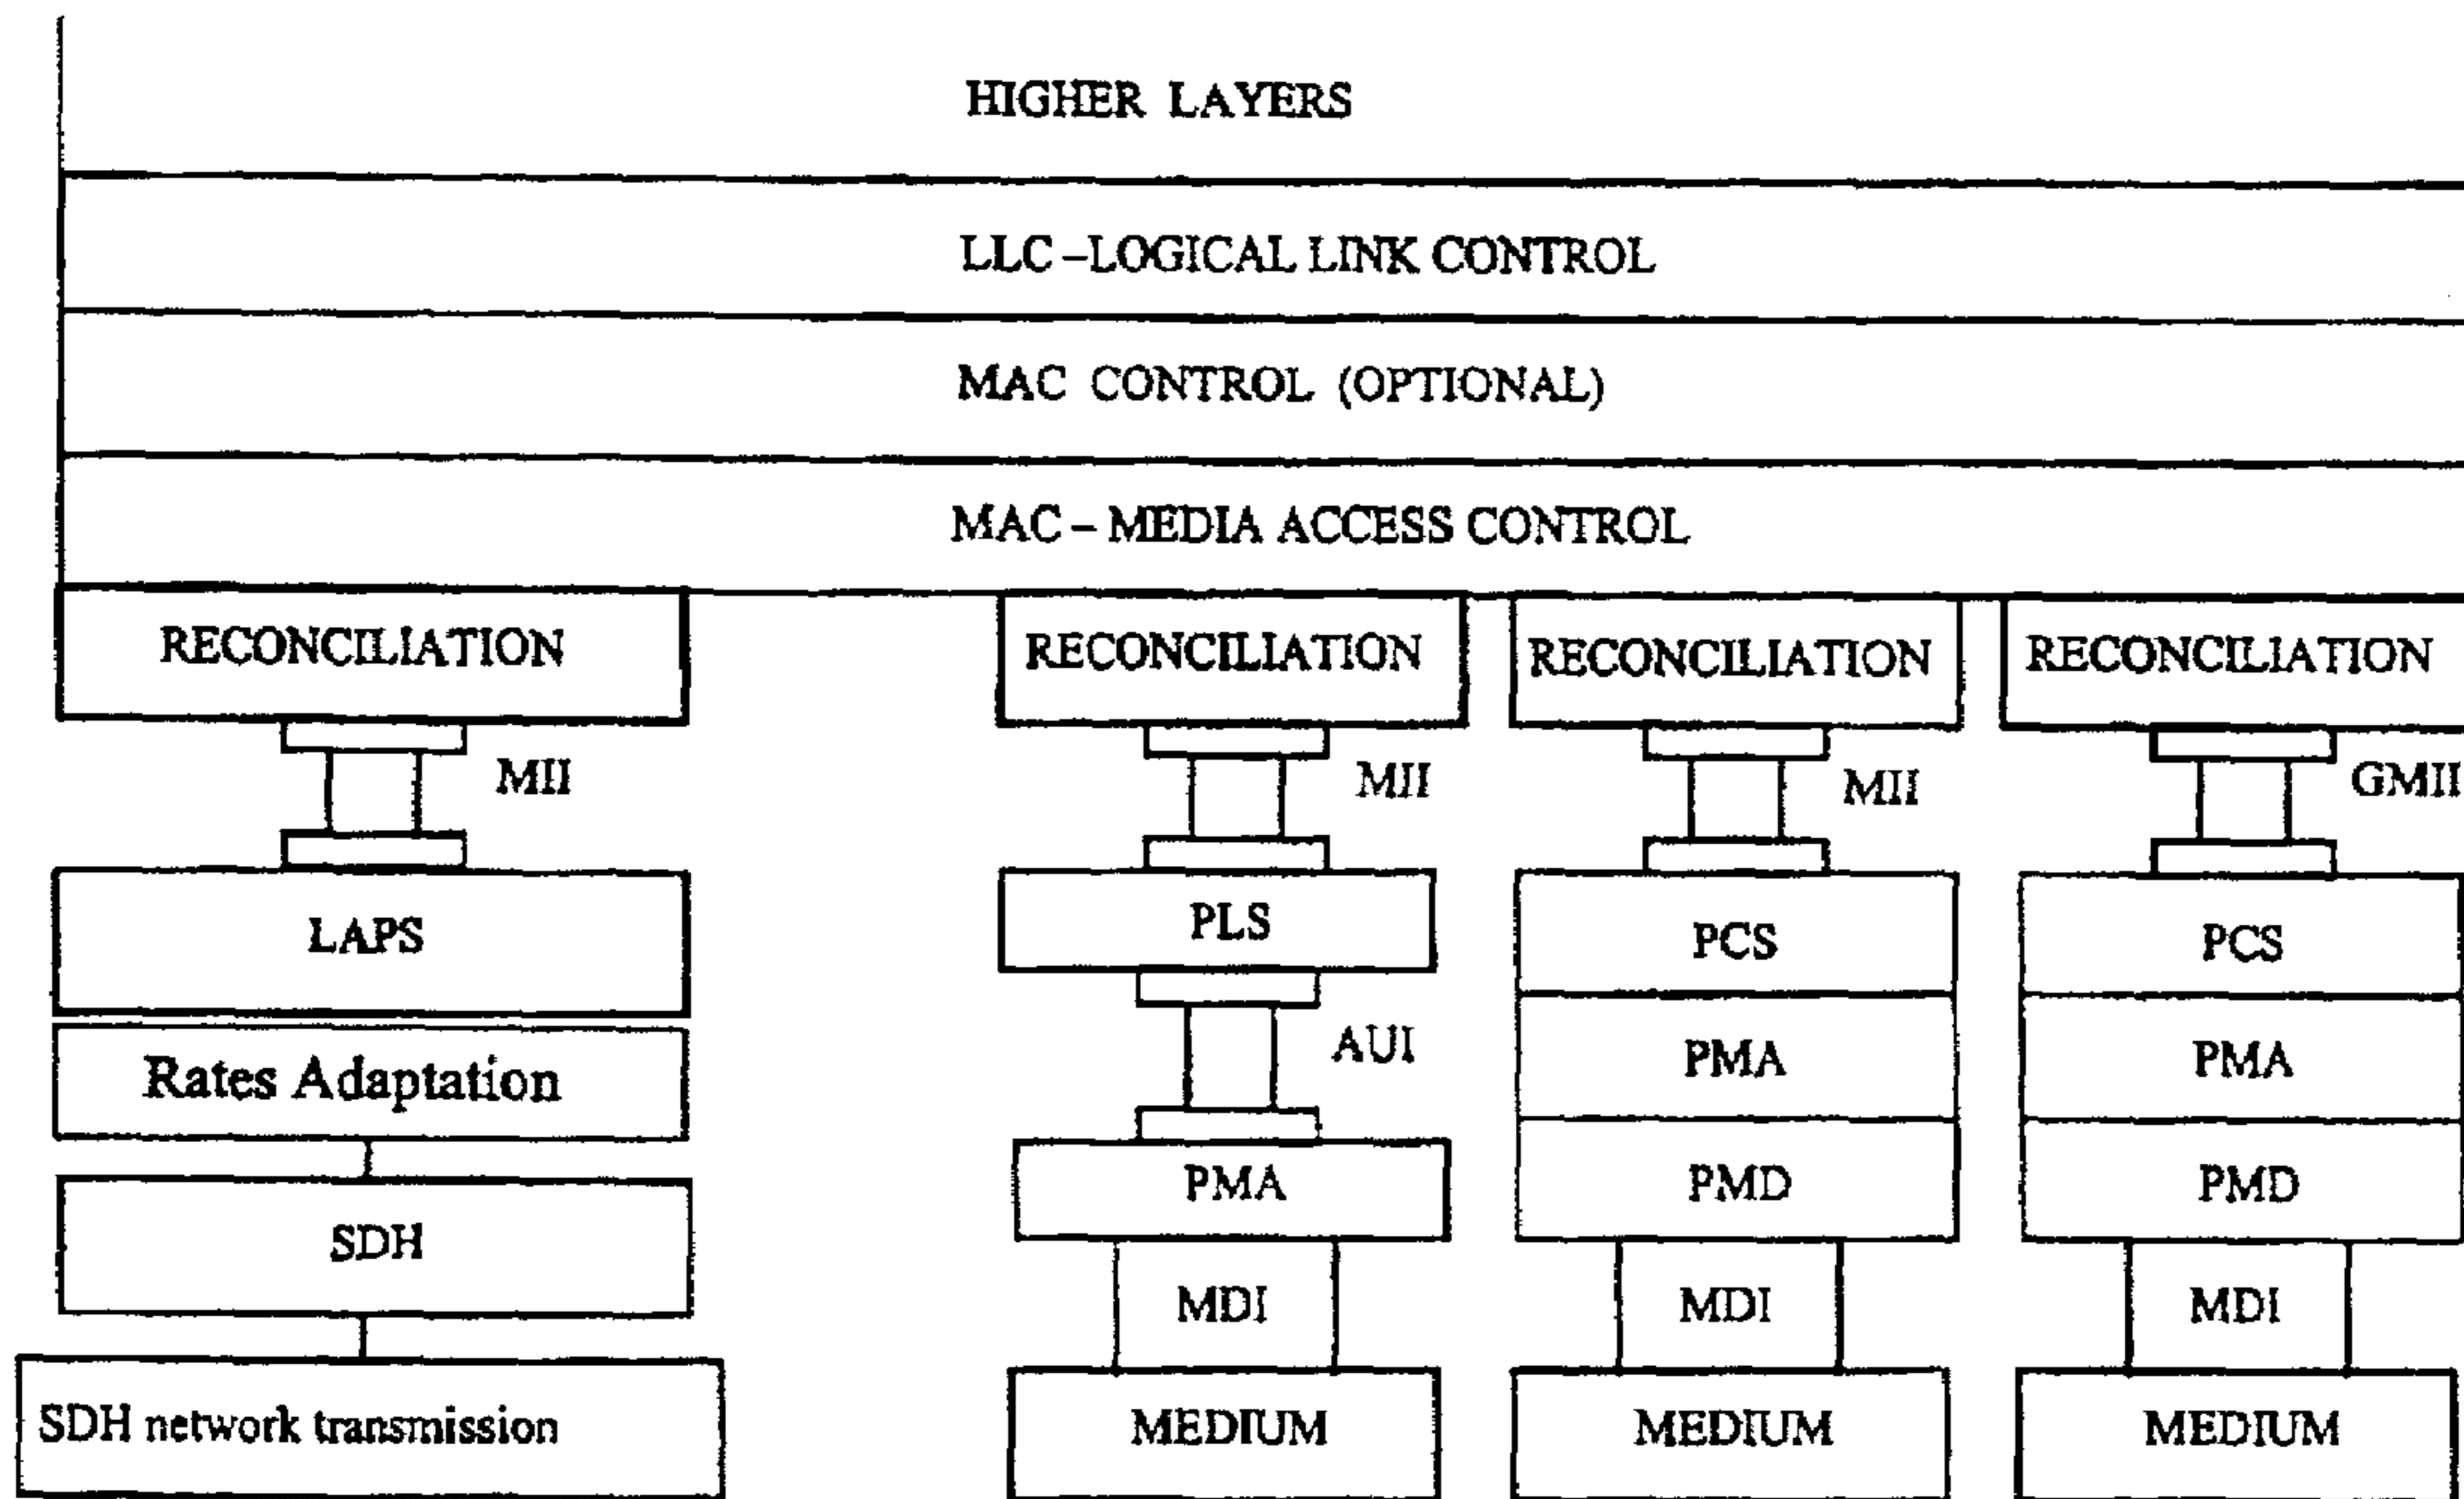 HIGHER LAYERS
LLC –LOGICAL LINK CONTROL
MAC CONTROL (OPTIONAL)
MAC – MEDIA ACCESS CONTROL
RECONCILIATION
RECONCILIATION
RECONCILIATION
RECONCILIATION
MII
MII
MII
GMII
LAPS
PLS
PCS
PCS
Rates Adaptation
AUI
PMA
PMA
SDH
PMA
PMD
PMD
MDI
MDI
MDI
SDH network transmission
MEDIUM
MEDIUM
MEDIUM